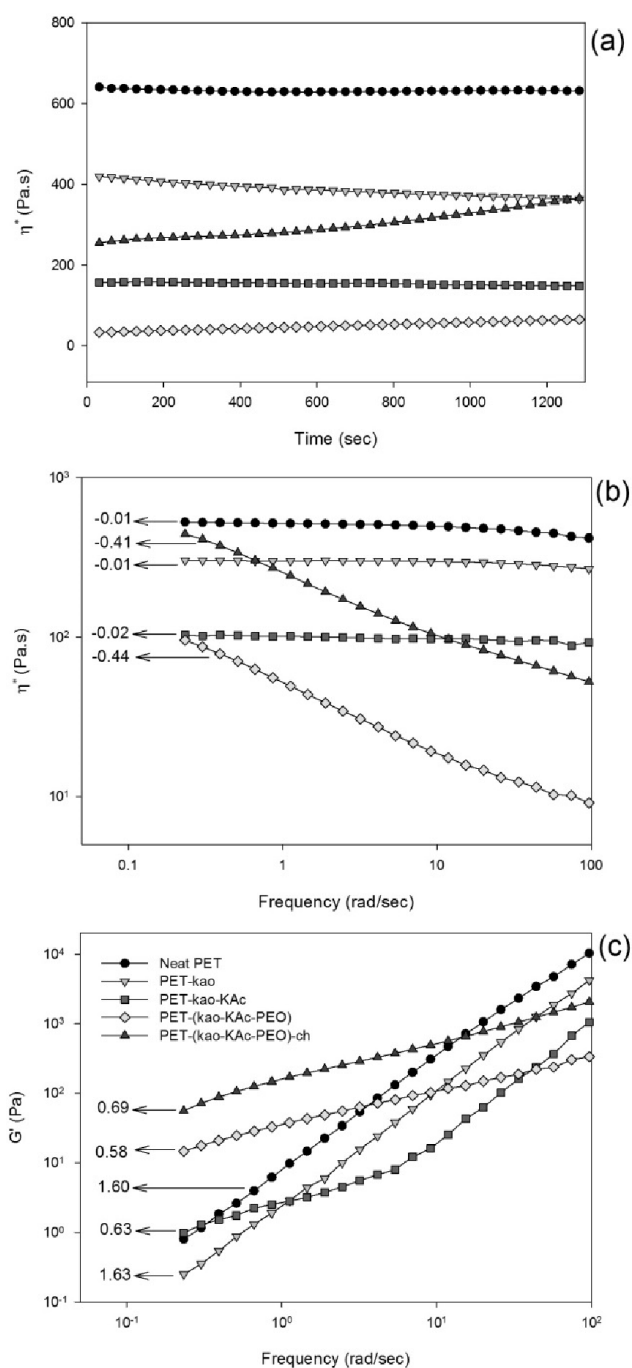 (a)
800
600
400
200
0
η* (Pa.s)
0 200 400 600 800 1000 1200
Time (sec)
(b)
10³
10²
10¹
η* (Pa.s)
-0.01
-0.41
-0.01
-0.02
-0.44
0.1 1 10 100
Frequency (rad/sec)
(c)
10⁴
10³
10²
10¹
10⁰
10⁻¹
G' (Pa)
Neat PET
PET-kao
PET-kao-KAc
PET-(kao-KAc-PEO)
PET-(kao-KAc-PEO)-ch
0.69
0.58
1.60
0.63
1.63
10⁻¹ 10⁰ 10¹ 10²
Frequency (rad/sec)